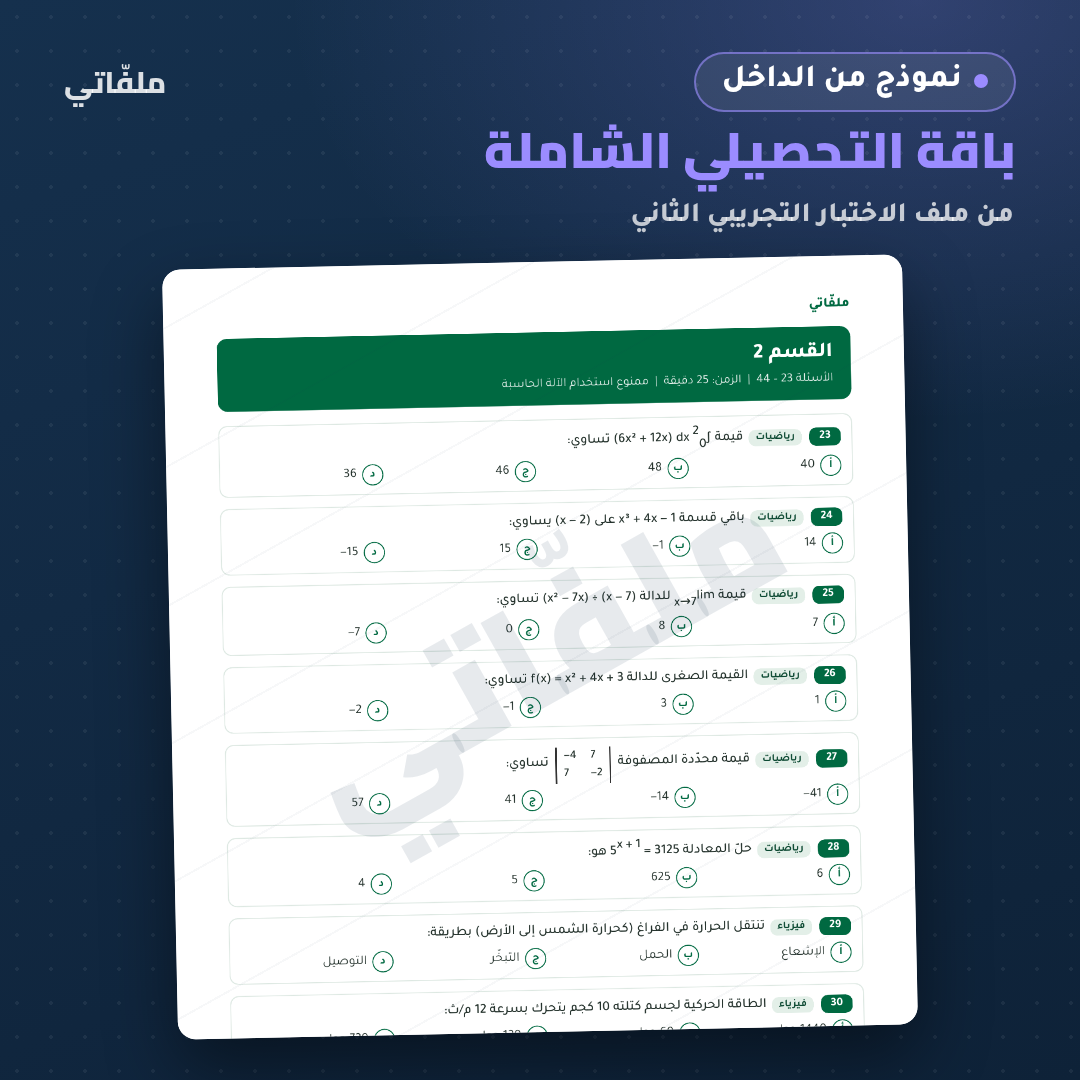 نموذج من الداخل
ملفّاتي
باقة التحصيلي الشاملة
من ملف الاختبار التجريبي الثاني
ملفّاتي
القسم 2
الأسئلة 23 - 44 | الزمن: 25 دقيقة | ممنوع استخدام الآلة الحاسبة
23 رياضيات قيمة ∫₀² (6x² + 12x) dx تساوي:
أ 40 ب 48 ج 46 د 36
24 رياضيات باقي قسمة x³ + 4x − 1 على (x − 2) يساوي:
أ 14 ب −1 ج 15 د −15
25 رياضيات قيمة lim x→7 للدالة (x² − 7x) ÷ (x − 7) تساوي:
أ 7 ب 8 ج 0 د −7
26 رياضيات القيمة الصغرى للدالة f(x) = x² + 4x + 3 تساوي:
أ 1 ب 3 ج −1 د −2
27 رياضيات قيمة محدّدة المصفوفة | −4 7 | تساوي:
| 7 −2 |
أ −41 ب −14 ج 41 د 57
28 رياضيات حلّ المعادلة 5^(x + 1) = 3125 هو:
أ 6 ب 625 ج 5 د 4
29 فيزياء تنتقل الحرارة في الفراغ (كحرارة الشمس إلى الأرض) بطريقة:
أ الإشعاع ب الحمل ج التبخّر د التوصيل
30 فيزياء الطاقة الحركية لجسم كتلته 10 كجم يتحرك بسرعة 12 م/ث:
ملفّاتي